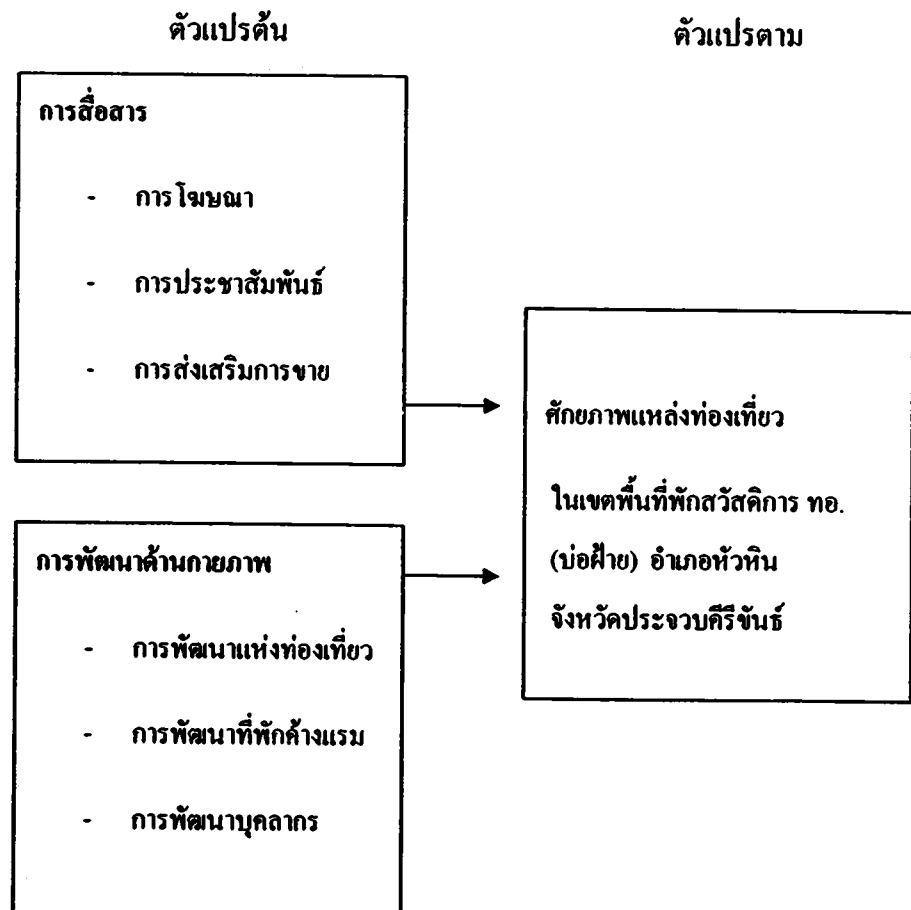 ตัวแปรต้น
ตัวแปรตาม
การสื่อสาร
- การโฆษณา
- การประชาสัมพันธ์
- การส่งเสริมการขาย
ศักยภาพแหล่งท่องเที่ยว
ในเขตพื้นที่พักสวัสดิการ ทอ.
(บ่อฝ้าย) อำเภอหัวหิน
จังหวัดประจวบคีรีขันธ์
การพัฒนาด้านกายภาพ
- การพัฒนาแห่งท่องเที่ยว
- การพัฒนาที่พักค้างแรม
- การพัฒนาบุคลากร